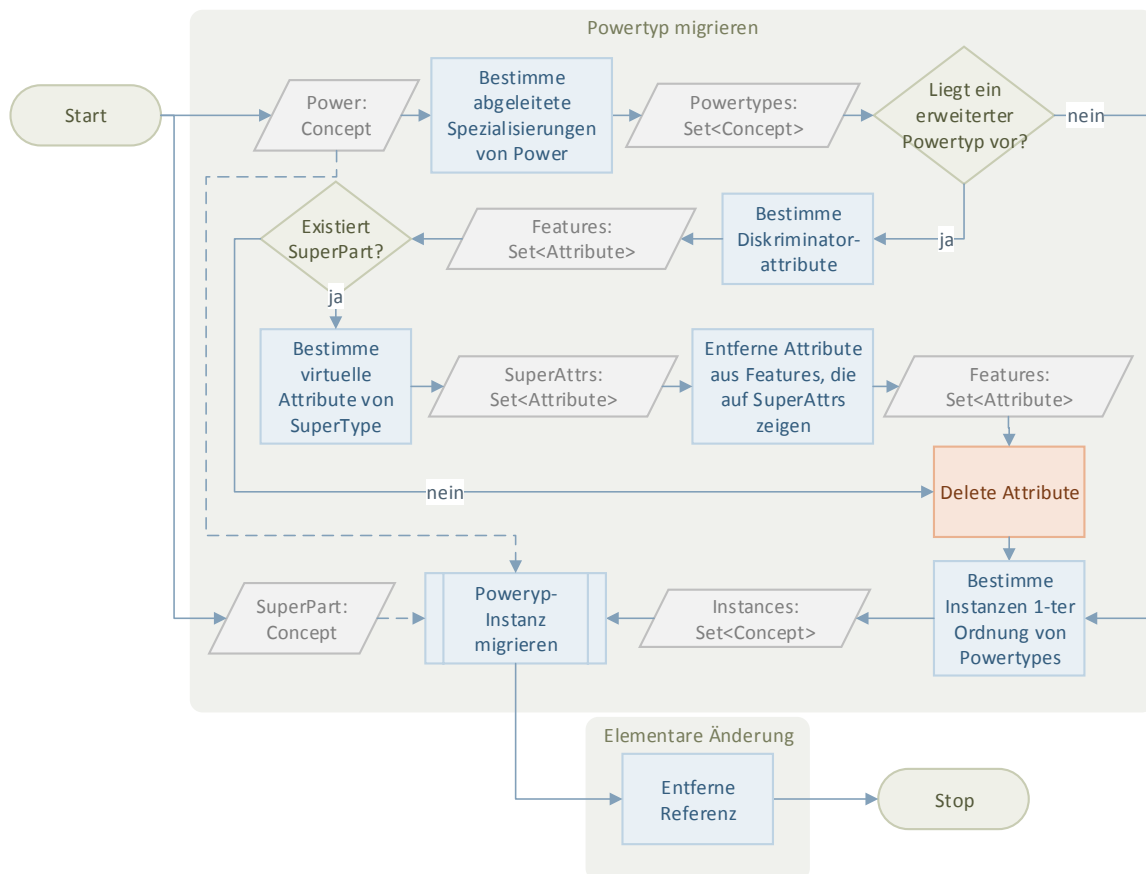 Powertyp migrieren
Start
Power:
Concept
Bestimme
abgeleitete
Spezialisierungen
von Power
Powertypes:
Set<Concept>
Liegt ein
erweiterter
Powertyp vor?
nein
Existiert
SuperPart?
Features:
Set<Attribute>
Bestimme
Diskriminator-
attribute
ja
ja
Bestimme
virtuelle
Attribute von
SuperType
SuperAttrs:
Set<Attribute>
Entferne Attribute
aus Features, die
auf SuperAttrs
zeigen
Features:
Set<Attribute>
nein
Delete Attribute
SuperPart:
Concept
Poweryp-
Instanz
migrieren
Instances:
Set<Concept>
Bestimme
Instanzen 1-ter
Ordnung von
Powertypes
Elementare Änderung
Entferne
Referenz
Stop